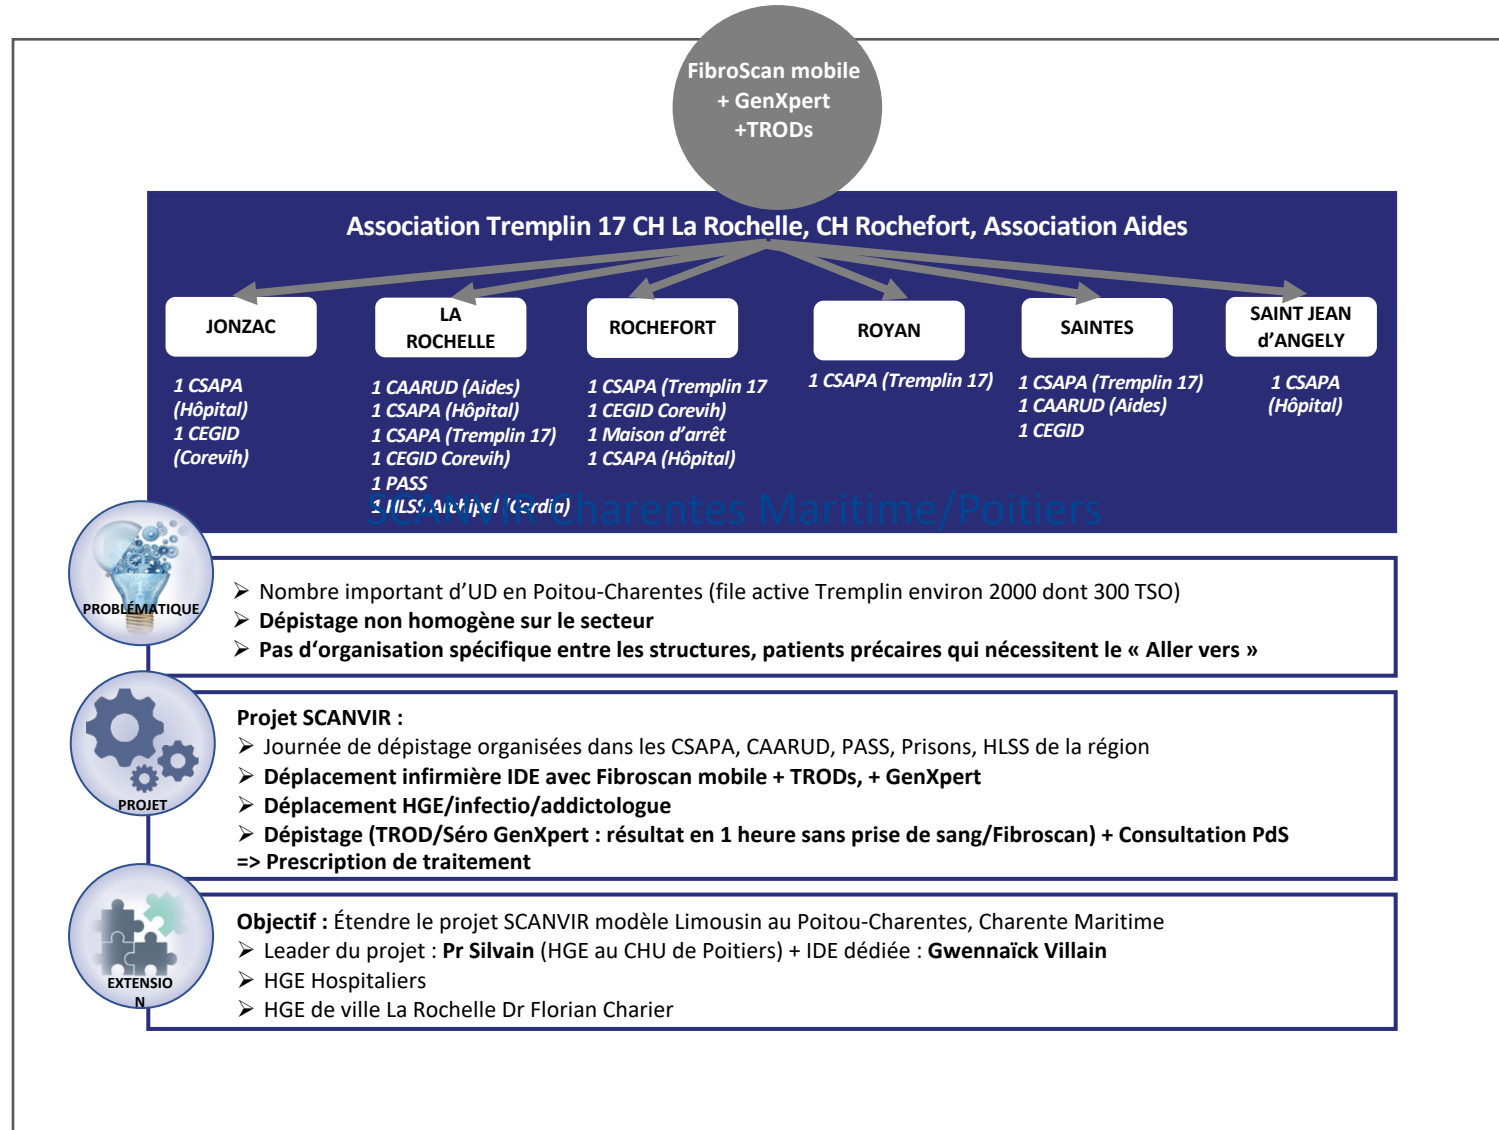 FibroScan mobile
+ GenXpert
+TRODs
Association Tremplin 17 CH La Rochelle, CH Rochefort, Association Aides
JONZAC
1 CSAPA
(Hôpital)
1 CEGID
(Corevih)
LA
ROCHELLE
1 CAARUD (Aides)
1 CSAPA (Hôpital)
1 CSAPA (Tremplin 17)
1 CEGID Corevih)
1 PASS
1 HLSS Archipel (Cordia)
ROCHEFORT
1 CSAPA (Tremplin 17
1 CEGID Corevih)
1 Maison d’arrêt
1 CSAPA (Hôpital)
ROYAN
1 CSAPA (Tremplin 17)
SAINTES
1 CSAPA (Tremplin 17)
1 CAARUD (Aides)
1 CEGID
SAINT JEAN
d’ANGELY
1 CSAPA
(Hôpital)
SCANVIR Charentes Maritime/Poitiers
PROBLÉMATIQUE
➢ Nombre important d’UD en Poitou-Charentes (file active Tremplin environ 2000 dont 300 TSO)
➢ Dépistage non homogène sur le secteur
➢ Pas d‘organisation spécifique entre les structures, patients précaires qui nécessitent le « Aller vers »
PROJET
Projet SCANVIR :
➢ Journée de dépistage organisées dans les CSAPA, CAARUD, PASS, Prisons, HLSS de la région
➢ Déplacement infirmière IDE avec Fibroscan mobile + TRODs, + GenXpert
➢ Déplacement HGE/infectio/addictologue
➢ Dépistage (TROD/Séro GenXpert : résultat en 1 heure sans prise de sang/Fibroscan) + Consultation PdS
=> Prescription de traitement
EXTENSIO
N
Objectif : Étendre le projet SCANVIR modèle Limousin au Poitou-Charentes, Charente Maritime
➢ Leader du projet : Pr Silvain (HGE au CHU de Poitiers) + IDE dédiée : Gwennaïck Villain
➢ HGE Hospitaliers
➢ HGE de ville La Rochelle Dr Florian Charier